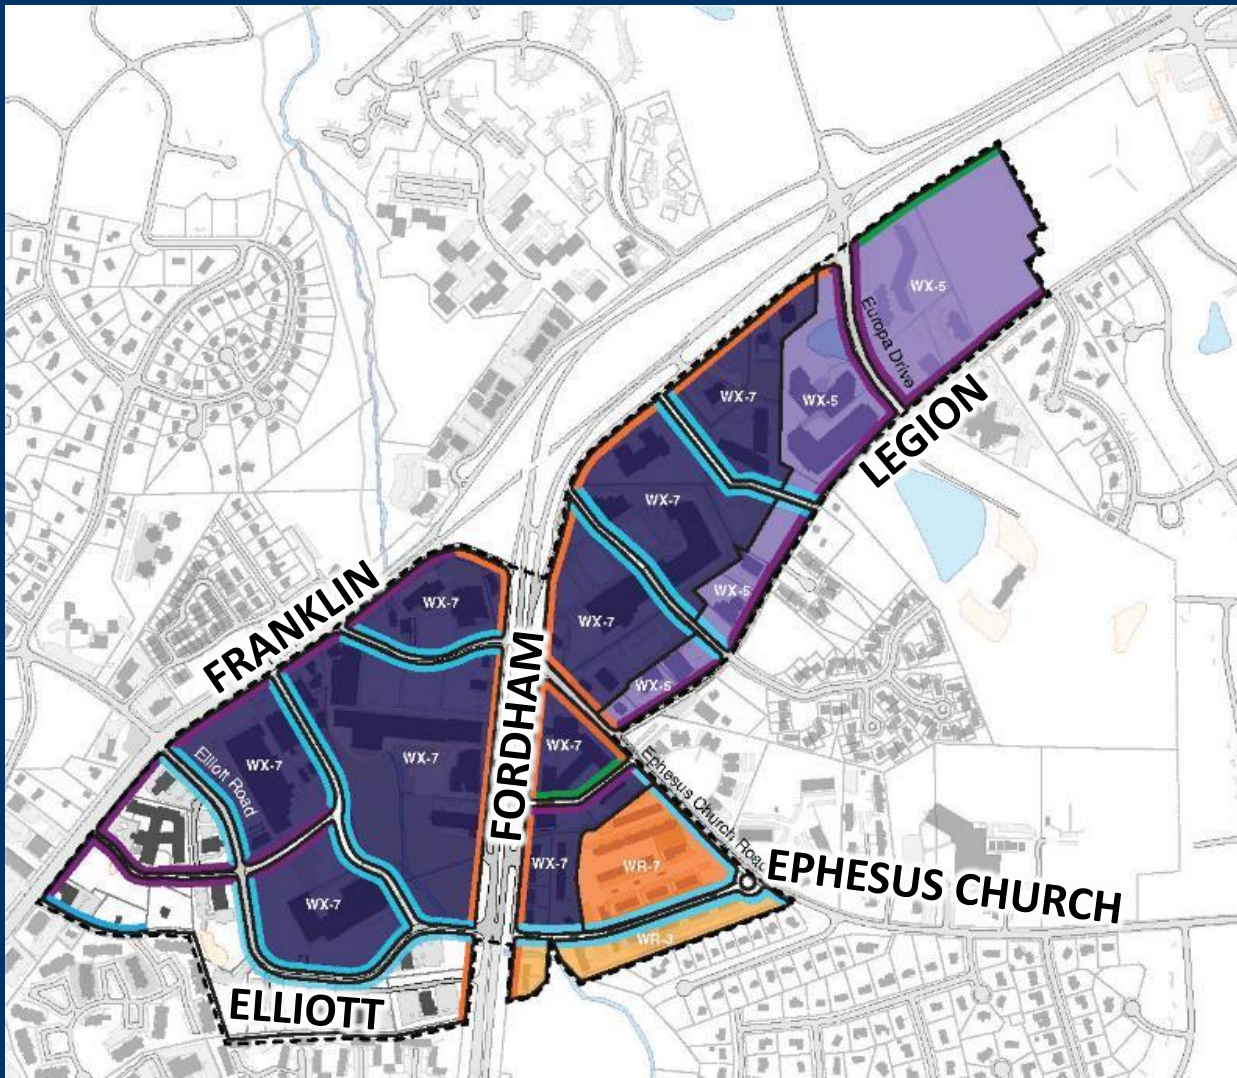 WX-5
Europa Drive
WX-7
WX-5
LEGION
WX-7
WX-5
WX-7
FRANKLIN
WX-7
WX-5
FORDHAM
WX-7
WX-7
Elliott Road
WX-7
Ephesus Church Road
WX-7
WR-7
EPHESUS CHURCH
WX-7
WR-3
ELLIOTT